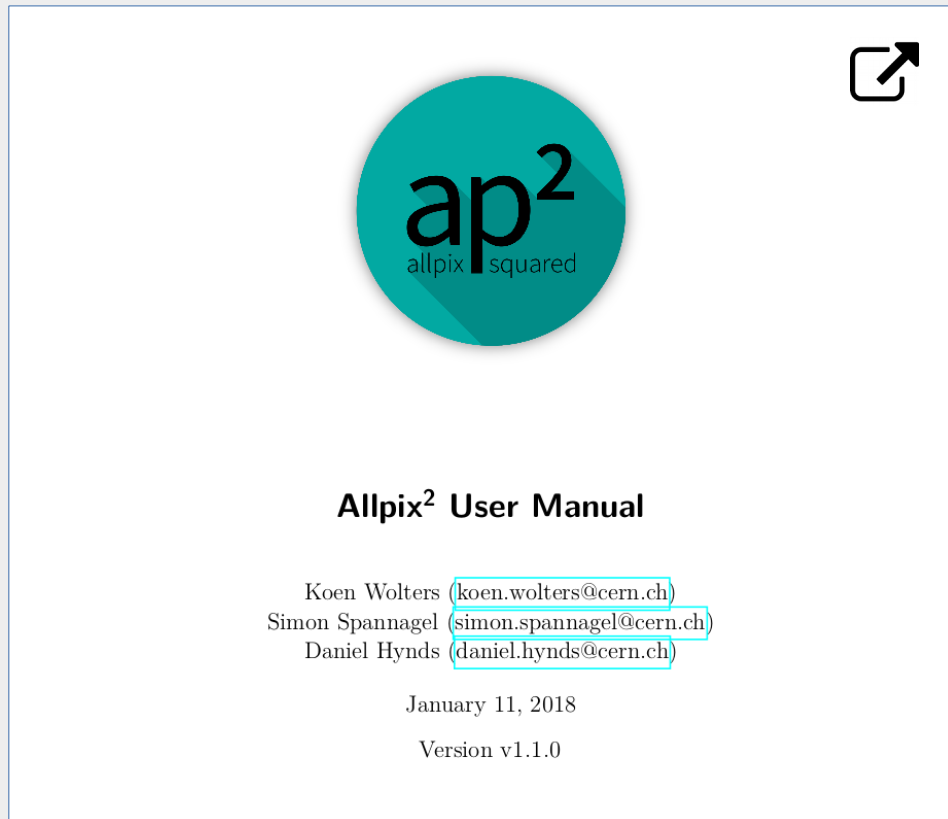 ap²
allpix squared
Allpix² User Manual
Koen Wolters (koen.wolters@cern.ch)
Simon Spannagel (simon.spannagel@cern.ch)
Daniel Hynds (daniel.hynds@cern.ch)
January 11, 2018
Version v1.1.0